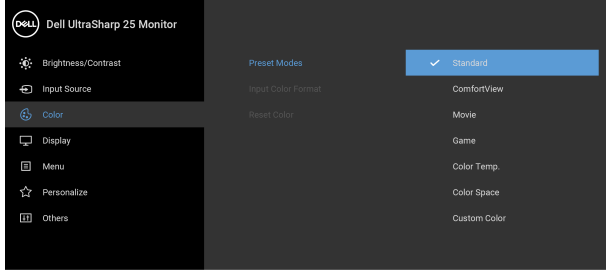 DELL Dell UltraSharp 25 Monitor
Brightness/Contrast
Input Source
Color
Display
Menu
Personalize
Others
Preset Modes
Input Color Format
Reset Color
Standard
ComfortView
Movie
Game
Color Temp.
Color Space
Custom Color